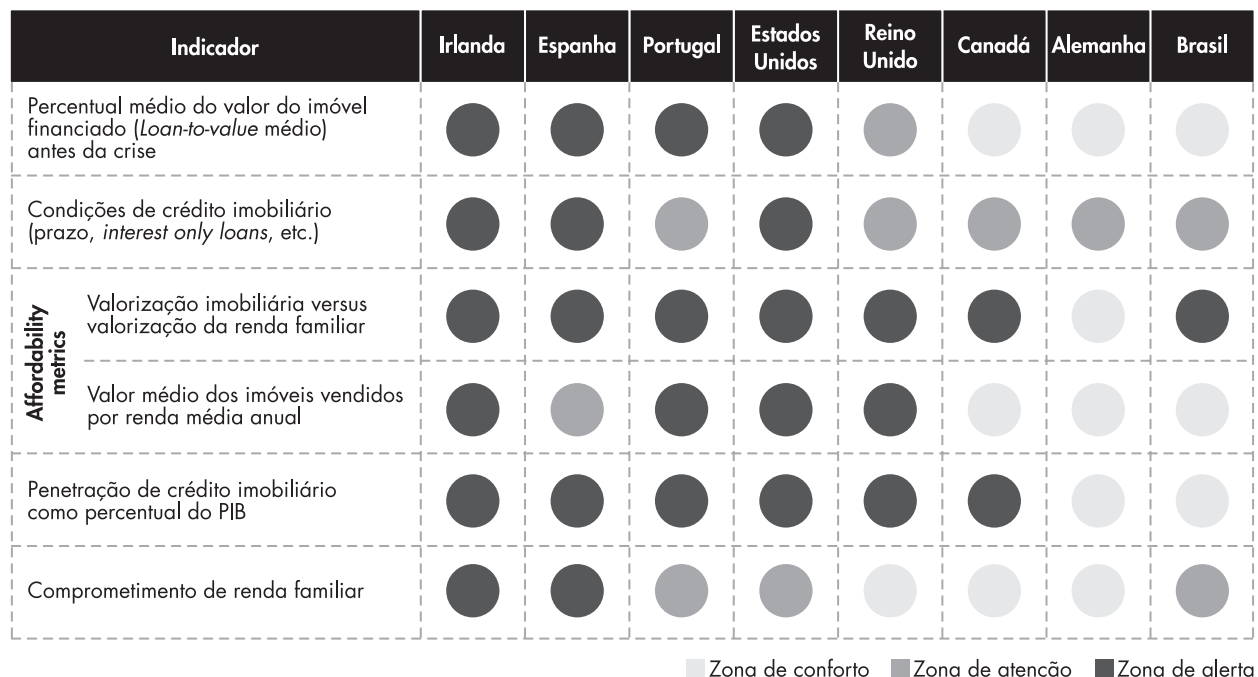 Indicador
Irlanda
Espanha
Portugal
Estados
Unidos
Reino
Unido
Canadá
Alemanha
Brasil
Percentual médio do valor do imóvel
financiado (Loan-to-value médio)
antes da crise
Condições de crédito imobiliário
(prazo, interest only loans, etc.)
Affordability
metrics
Valorização imobiliária versus
valorização da renda familiar
Valor médio dos imóveis vendidos
por renda média anual
Penetração de crédito imobiliário
como percentual do PIB
Comprometimento de renda familiar
Zona de conforto
Zona de atenção
Zona de alerta